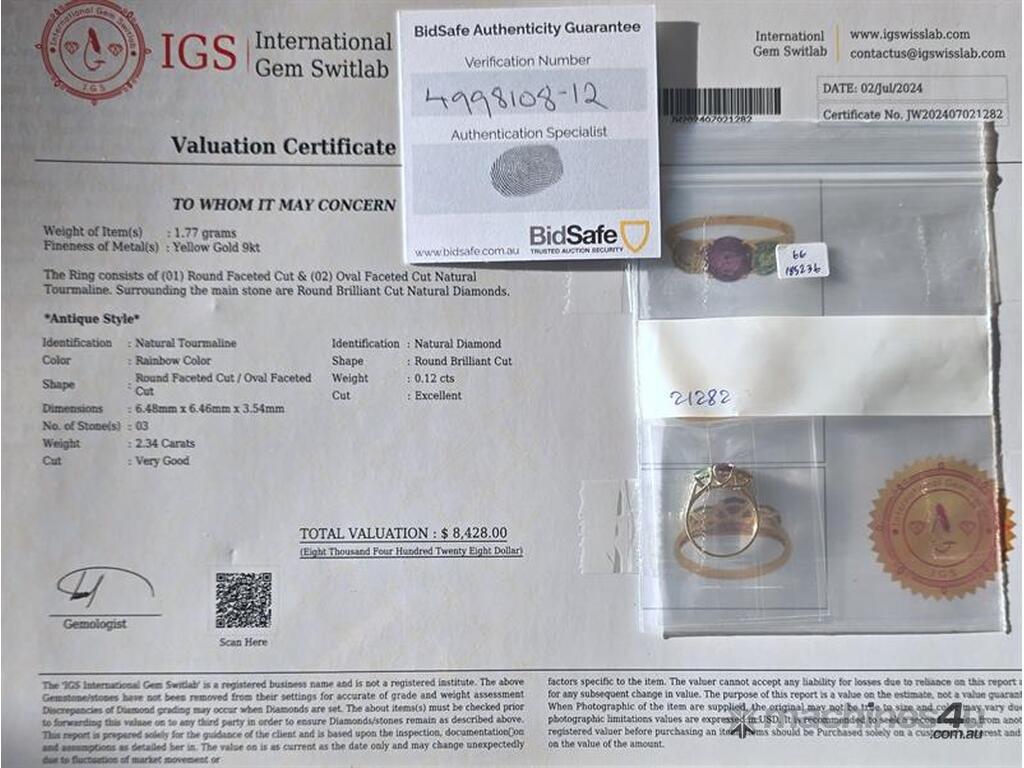 IGS
International
Gem Switlab
BidSafe Authenticity Guarantee
Verification Number
4998108-12
Authentication Specialist
www.bidsafe.com.au
BidSafe
TRUSTED AUCTION SECURITY
Internationl
Gem Switlab
www.igswisslab.com
contactus@igswisslab.com
DATE: 02/Jul/2024
Certificate No. JW202407021282
Valuation Certificate
TO WHOM IT MAY CONCERN
Weight of Item(s) : 1.77 grams
Fineness of Metal(s) : Yellow Gold 9kt
The Ring consists of (01) Round Faceted Cut & (02) Oval Faceted Cut Natural
Tourmaline. Surrounding the main stone are Round Brilliant Cut Natural Diamonds.
*Antique Style*
Identification : Natural Tourmaline
Color : Rainbow Color
Shape : Round Faceted Cut / Oval Faceted
Cut
Dimensions : 6.48mm x 6.46mm x 3.54mm
No. of Stone(s) : 03
Weight : 2.34 Carats
Cut : Very Good
Identification : Natural Diamond
Shape : Round Brilliant Cut
Weight : 0.12 cts
Cut : Excellent
66
185236
21282
TOTAL VALUATION : $ 8,428.00
(Eight Thousand Four Hundred Twenty Eight Dollar)
Gemologist
Scan Here
The 'IGS International Gem Switlab' is a registered business name and is not a registered institute. The above
Gemstone/stones have not been removed from their settings for accurate of grade and weight assessment
Discrepancies of Diamond grading may occur when Diamonds are set. The about items(s) must be checked prior
to forwarding this valuae on to any third party in order to ensure Diamonds/stones remain as described above.
This report is prepared solely for the guidance of the client and is based upon the inspection, documentation()on
and assumptions as detailed her in. The value on is as current as the date only and may change unexpectedly
due to fluctuation of market movement or
factors specific to the item. The valuer cannot accept any liability for losses due to reliance on this report
for any subsequent change in value. The purpose of this report is a value on the estimate, not a value
When Photographic of the item are supplied, the original may not be
photographic limitations values are expres in USD
registered valuer before purchasing an items should be Purchased solely on a and
on the value of the amount.
machines4u
.com.au